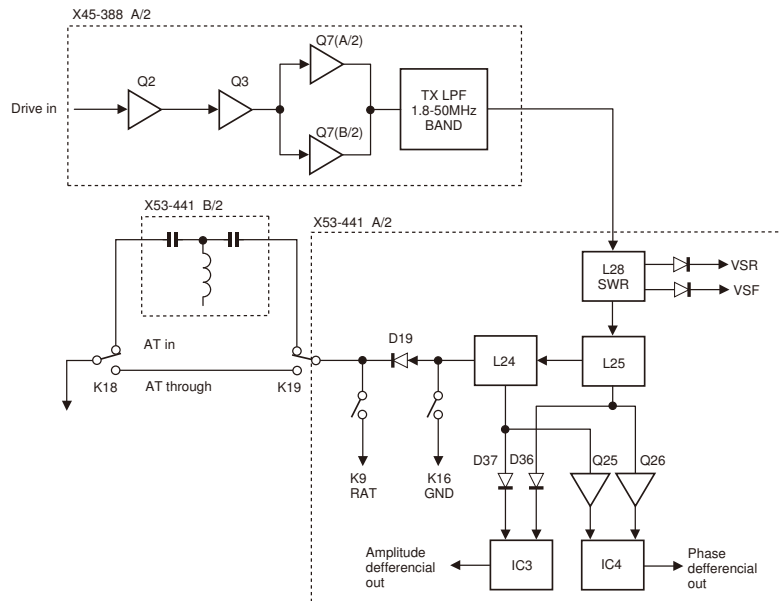 X45-388 A/2
Drive in
Q2
Q3
Q7(A/2)
Q7(B/2)
TX LPF
1.8-50MHz
BAND
X53-441 B/2
X53-441 A/2
L28
SWR
VSR
VSF
AT in
K18
AT through
K19
D19
L24
L25
K9
RAT
K16
GND
D37
D36
Q25
Q26
Amplitude
defferencial
out
IC3
IC4
Phase
defferencial
out